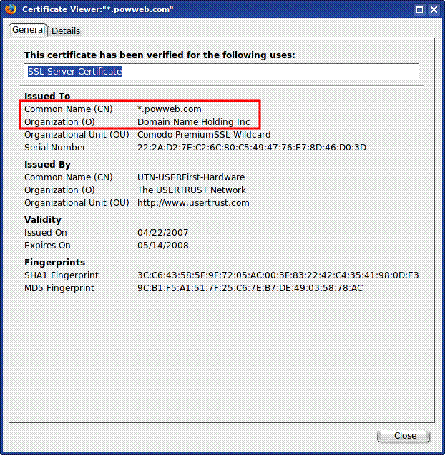 Certificate Viewer:"*.powweb.com"
General Details
This certificate has been verified for the following uses:
SSL Server Certificate
Issued To
Common Name (CN) *.powweb.com
Organization (O) Domain Name Holding Inc
Organizational Unit (OU) Comodo PremiumSSL Wildcard
Serial Number 22:2A:D2:7E:C2:6C:80:C5:49:47:76:E7:8D:46:D0:3D
Issued By
Common Name (CN) UTN-USERFirst-Hardware
Organization (O) The USERTRUST Network
Organizational Unit (OU) http://www.usertrust.com
Validity
Issued On 04/22/2007
Expires On 05/14/2008
Fingerprints
SHA1 Fingerprint 3C:C6:43:58:5F:9F:72:05:AC:00:5F:83:22:42:C4:35:41:98:0D:E3
MD5 Fingerprint 9C:B1:F5:A1:51:7F:25:C6:7E:B7:DE:49:03:58:78:AC
Close